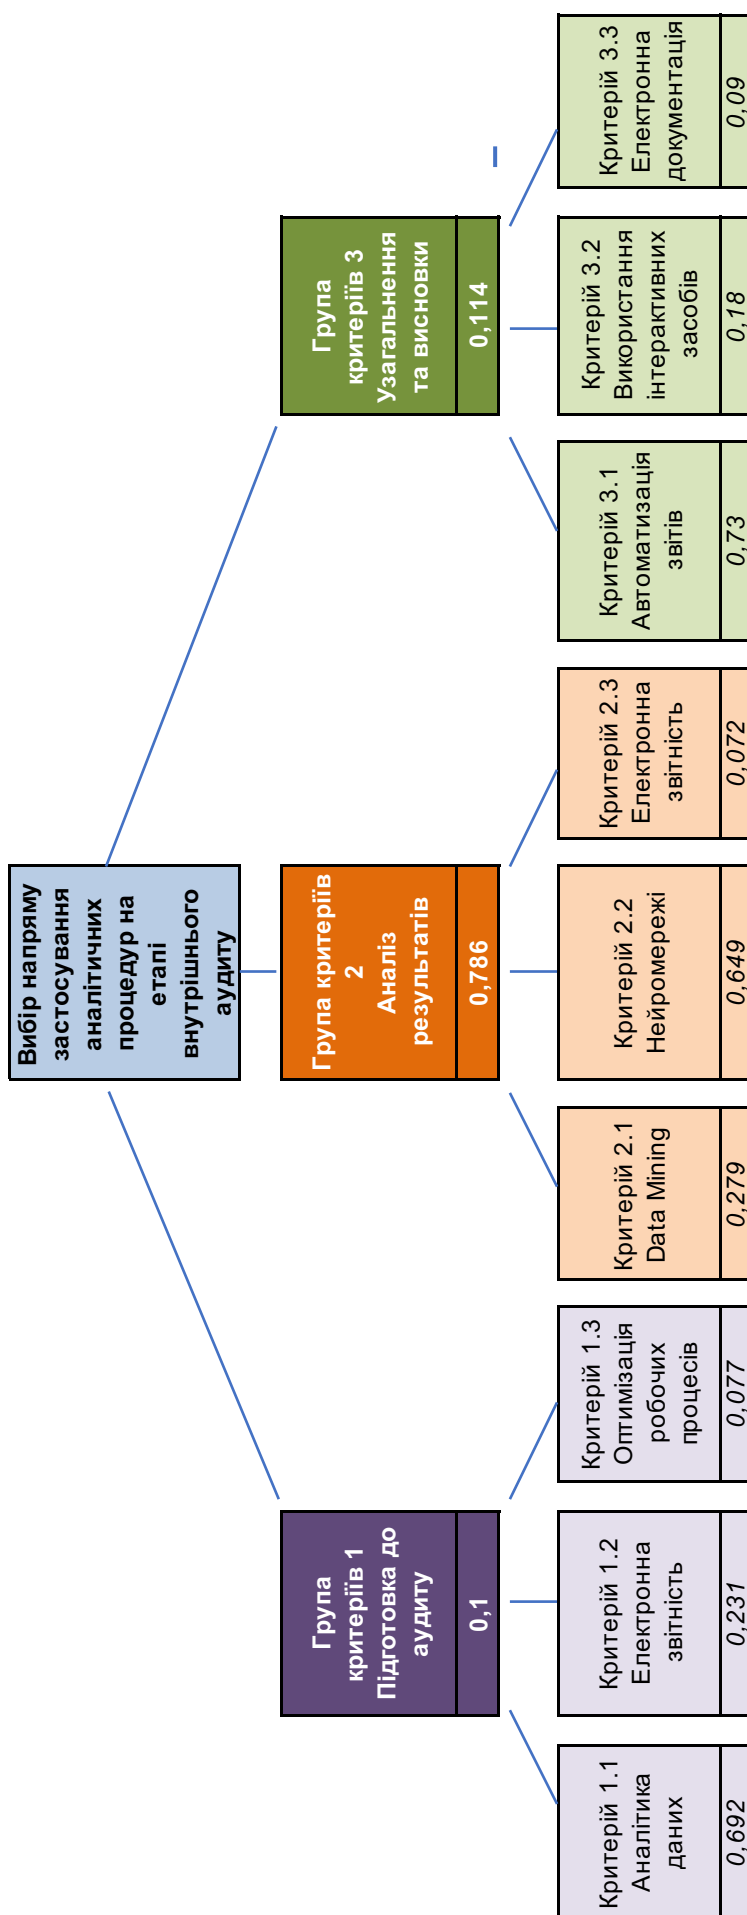 Вибір напряму
застосування
аналітичних
процедур на
етапі
внутрішнього
аудиту
Група
критеріїв 1
Підготовка до
аудиту
0,1
Група критеріїв
2
Аналіз
результатів
0,786
Група
критеріїв 3
Узагальнення
та висновки
0,114
Критерій 1.1
Аналітика
даних
0,692
Критерій 1.2
Електронна
звітність
0,231
Критерій 1.3
Оптимізація
робочих
процесів
0,077
Критерій 2.1
Data Mining
0,279
Критерій 2.2
Нейромережі
0,649
Критерій 2.3
Електронна
звітність
0,072
Критерій 3.1
Автоматизація
звітів
0,73
Критерій 3.2
Використання
інтерактивних
засобів
0,18
Критерій 3.3
Електронна
документація
0,09